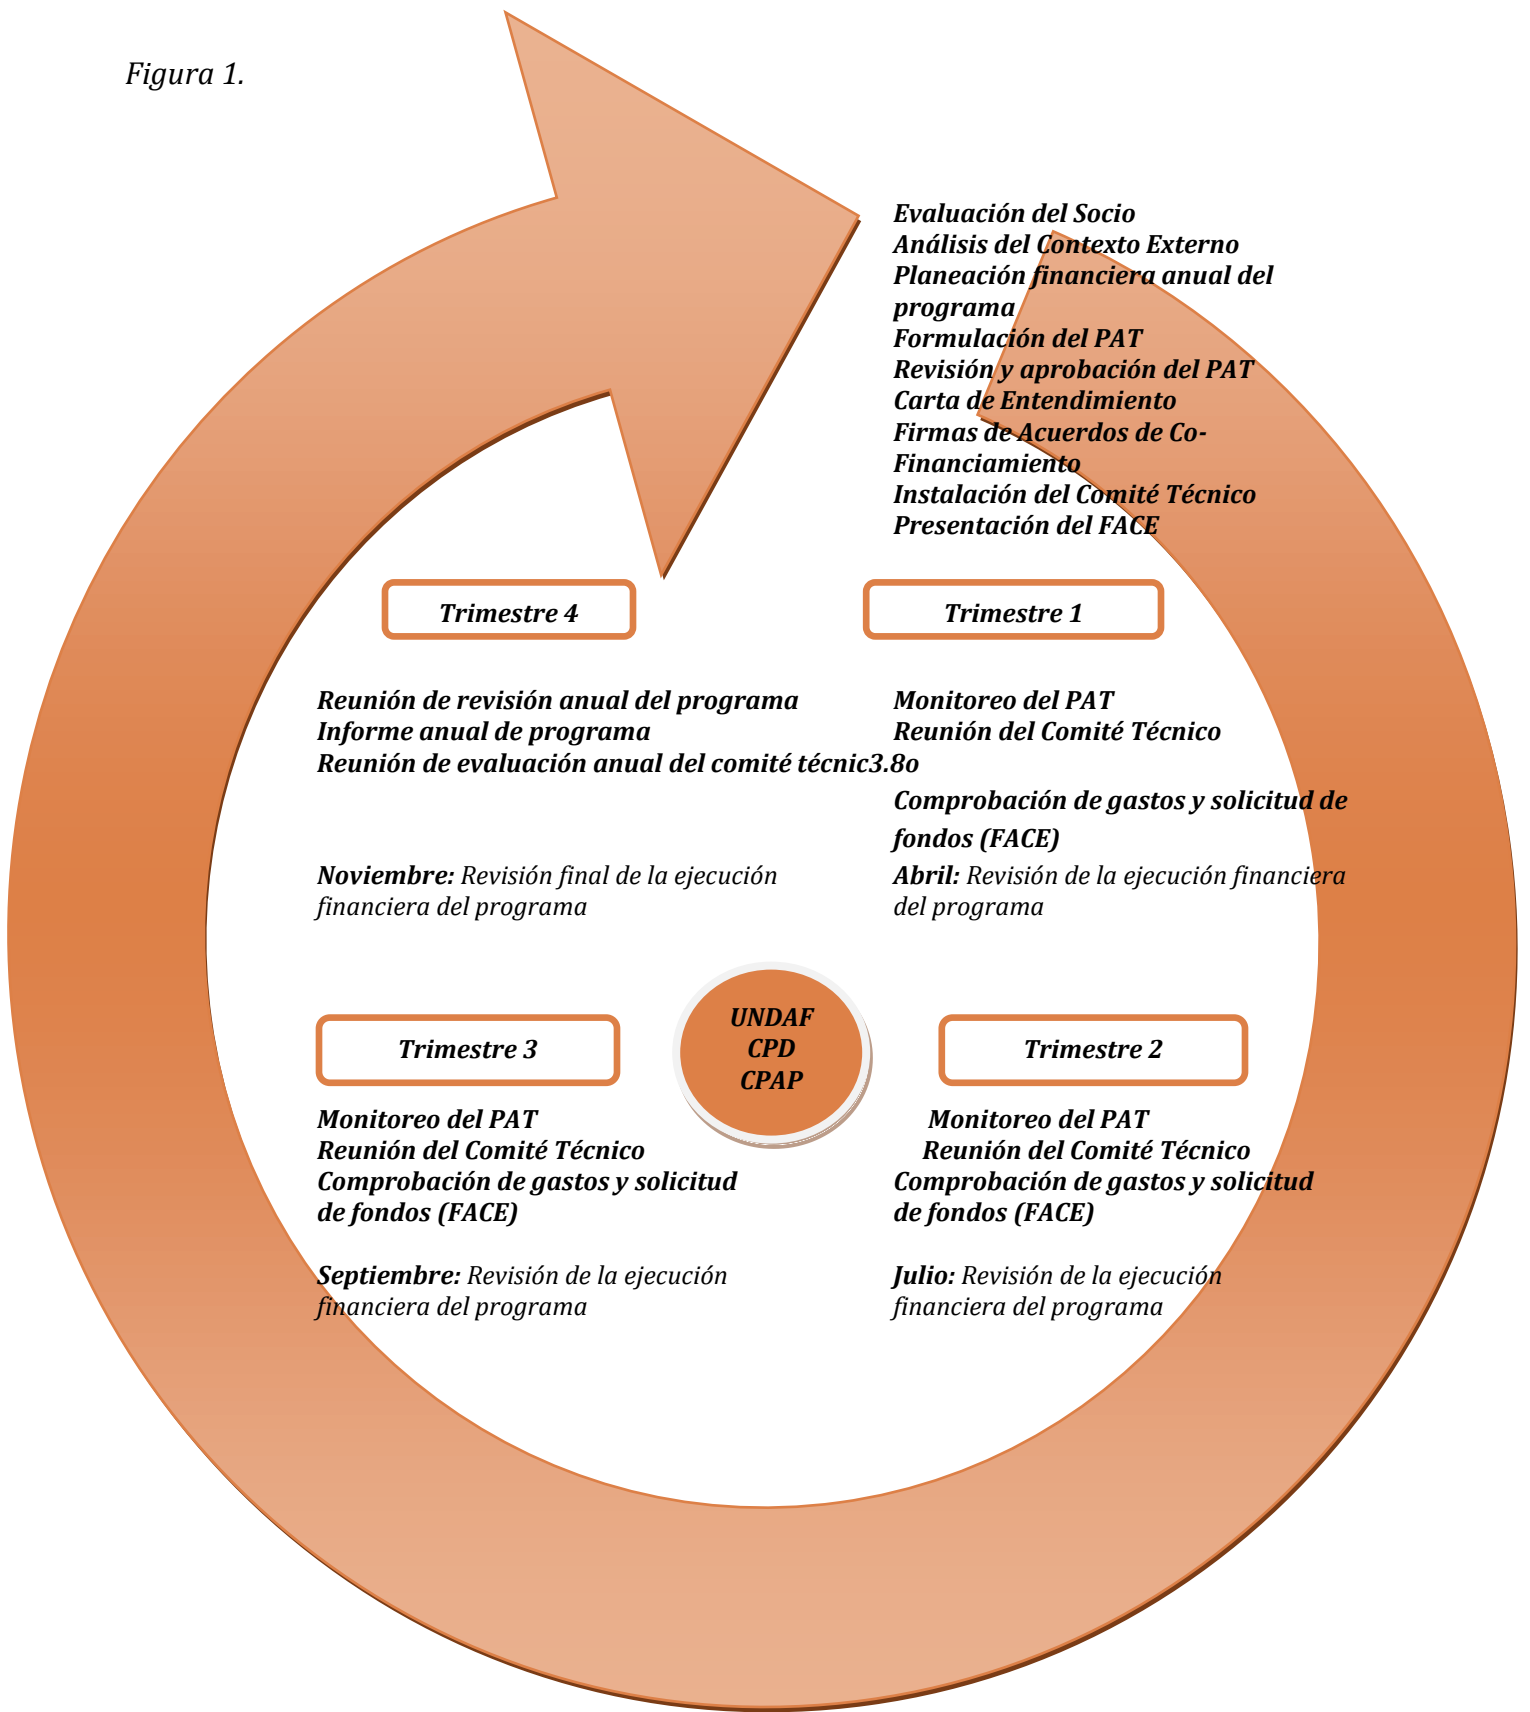 Figura 1.
Evaluación del Socio
Análisis del Contexto Externo
Planeación financiera anual del
programa
Formulación del PAT
Revisión y aprobación del PAT
Carta de Entendimiento
Firmas de Acuerdos de Co-
Financiamiento
Instalación del Comité Técnico
Presentación del FACE
Trimestre 4
Reunión de revisión anual del programa
Informe anual de programa
Reunión de evaluación anual del comité técnic3.8o
Noviembre: Revisión final de la ejecución
financiera del programa
Trimestre 1
Monitoreo del PAT
Reunión del Comité Técnico
Comprobación de gastos y solicitud de
fondos (FACE)
Abril: Revisión de la ejecución financiera
del programa
UNDAF
CPD
CPAP
Trimestre 3
Monitoreo del PAT
Reunión del Comité Técnico
Comprobación de gastos y solicitud
de fondos (FACE)
Septiembre: Revisión de la ejecución
financiera del programa
Trimestre 2
Monitoreo del PAT
Reunión del Comité Técnico
Comprobación de gastos y solicitud
de fondos (FACE)
Julio: Revisión de la ejecución
financiera del programa